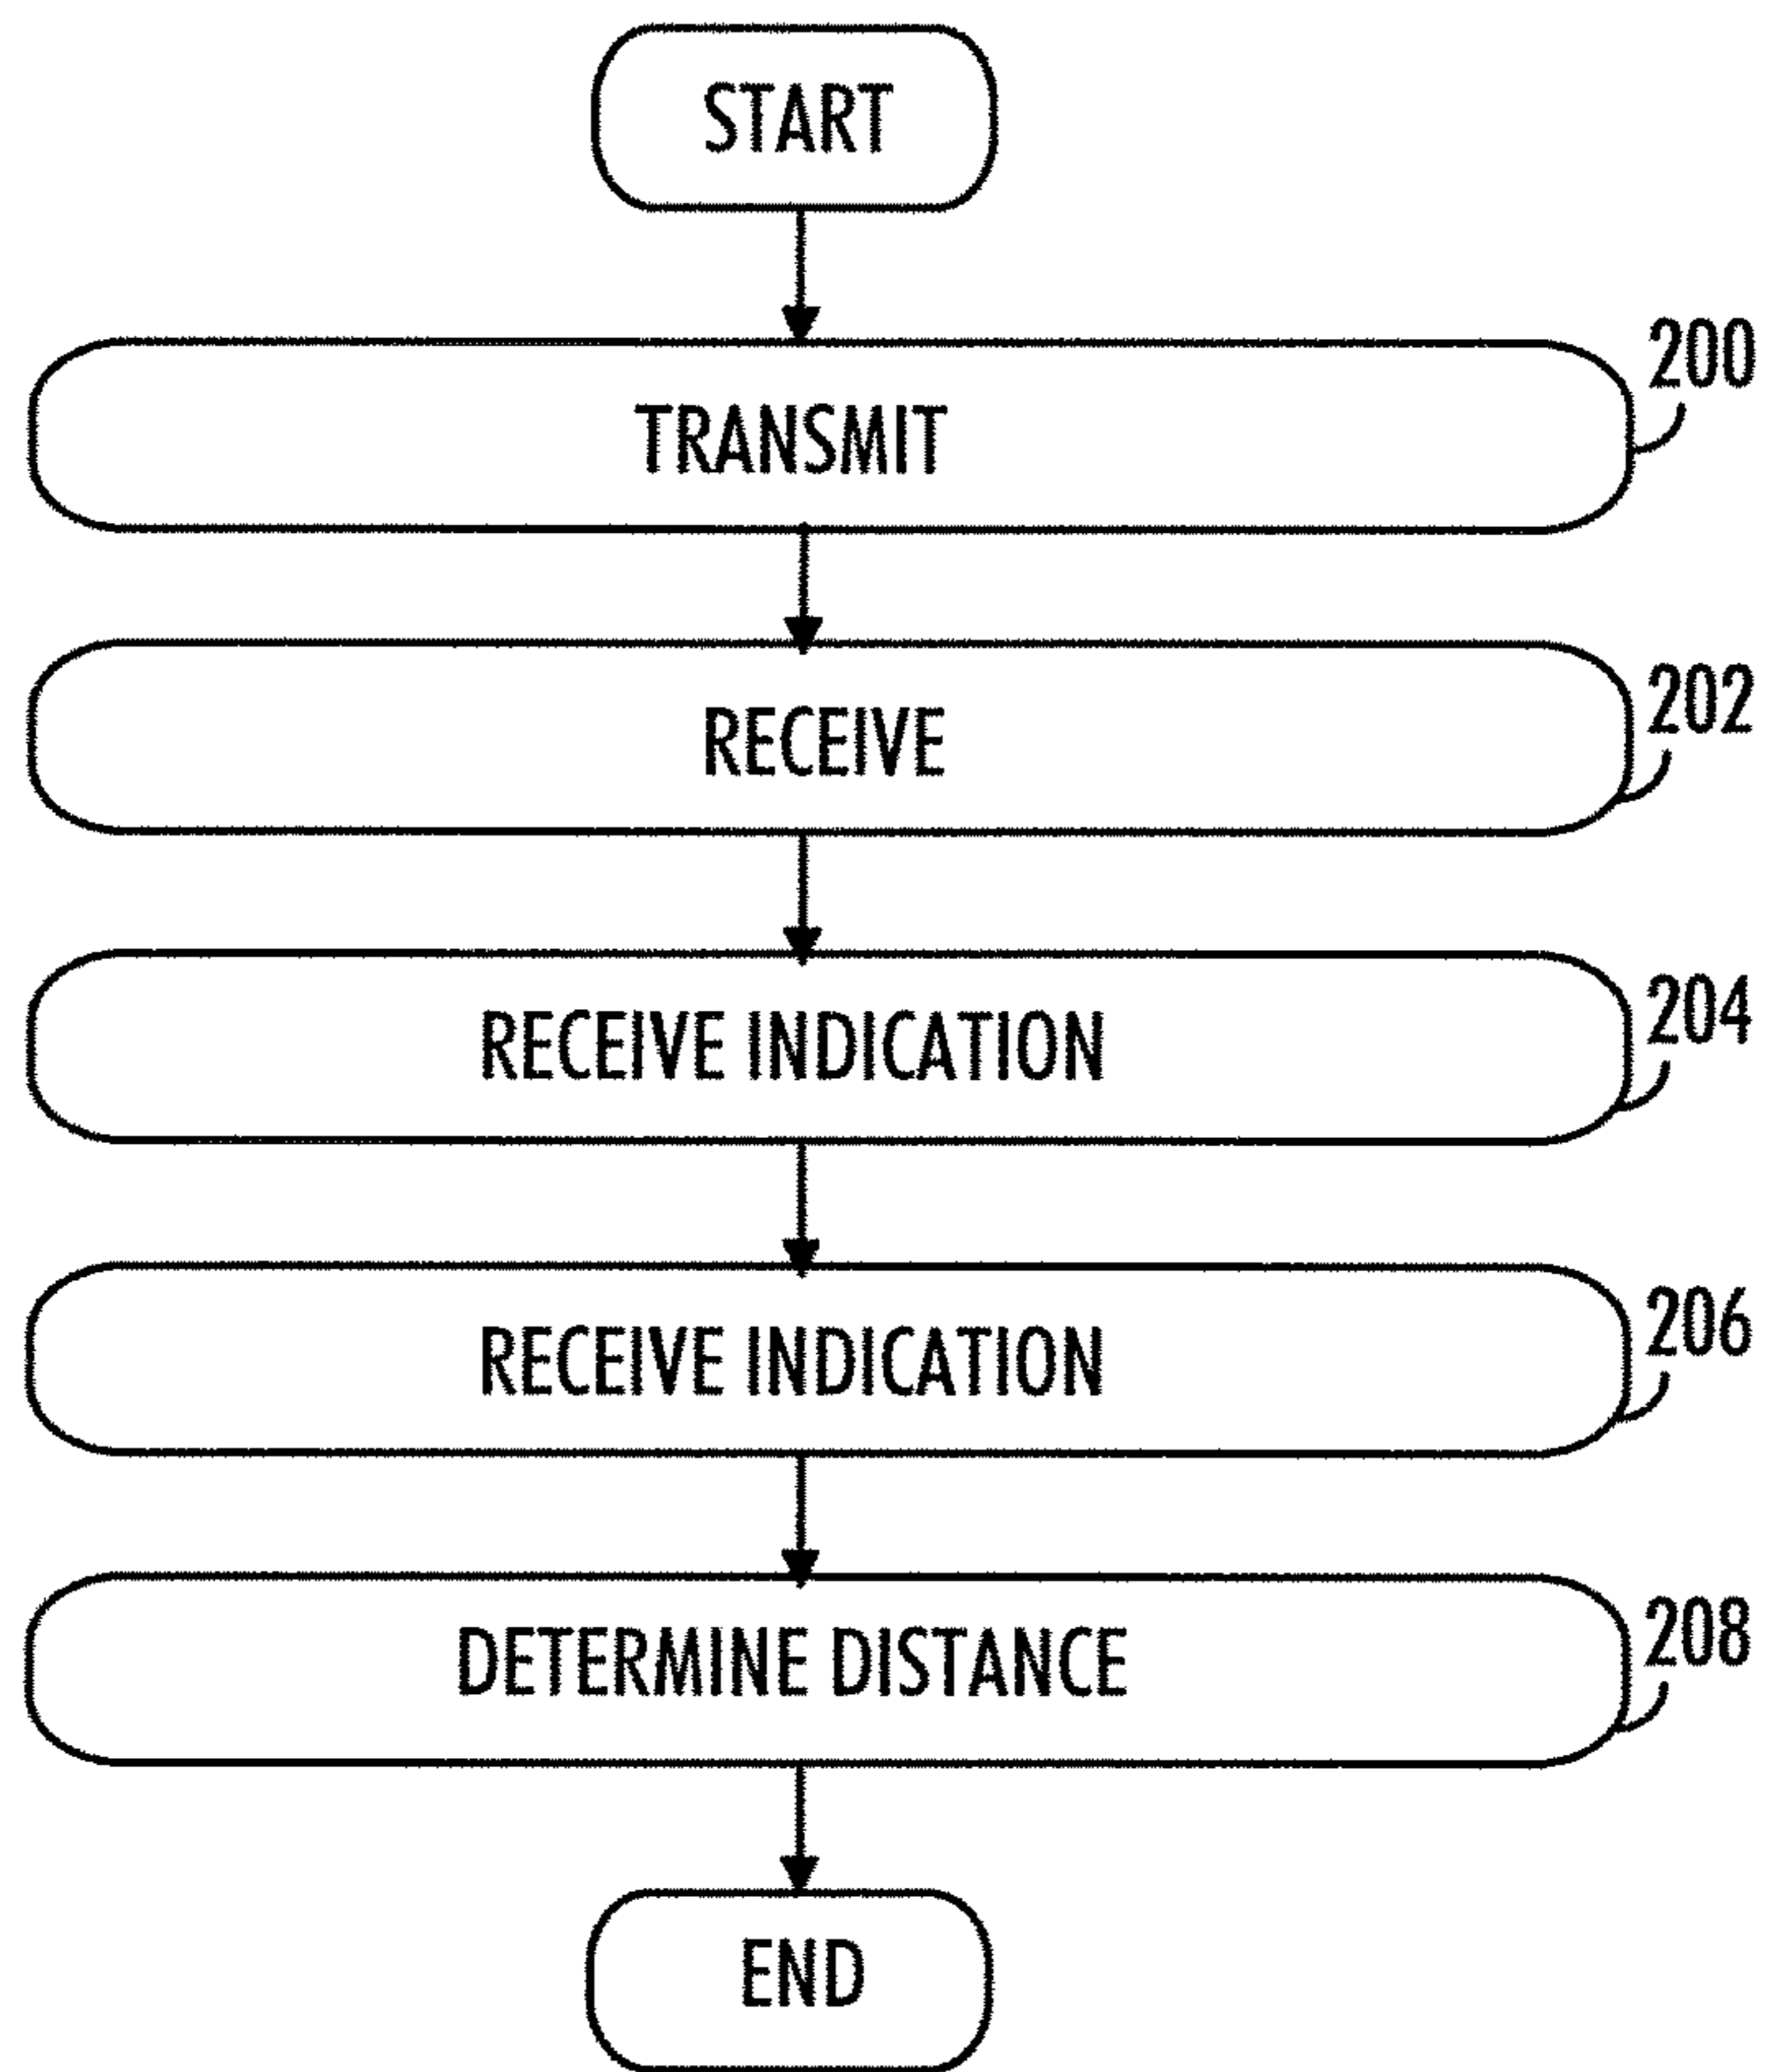 START
200
TRANSMIT
202
RECEIVE
204
RECEIVE INDICATION
206
RECEIVE INDICATION
208
DETERMINE DISTANCE
END